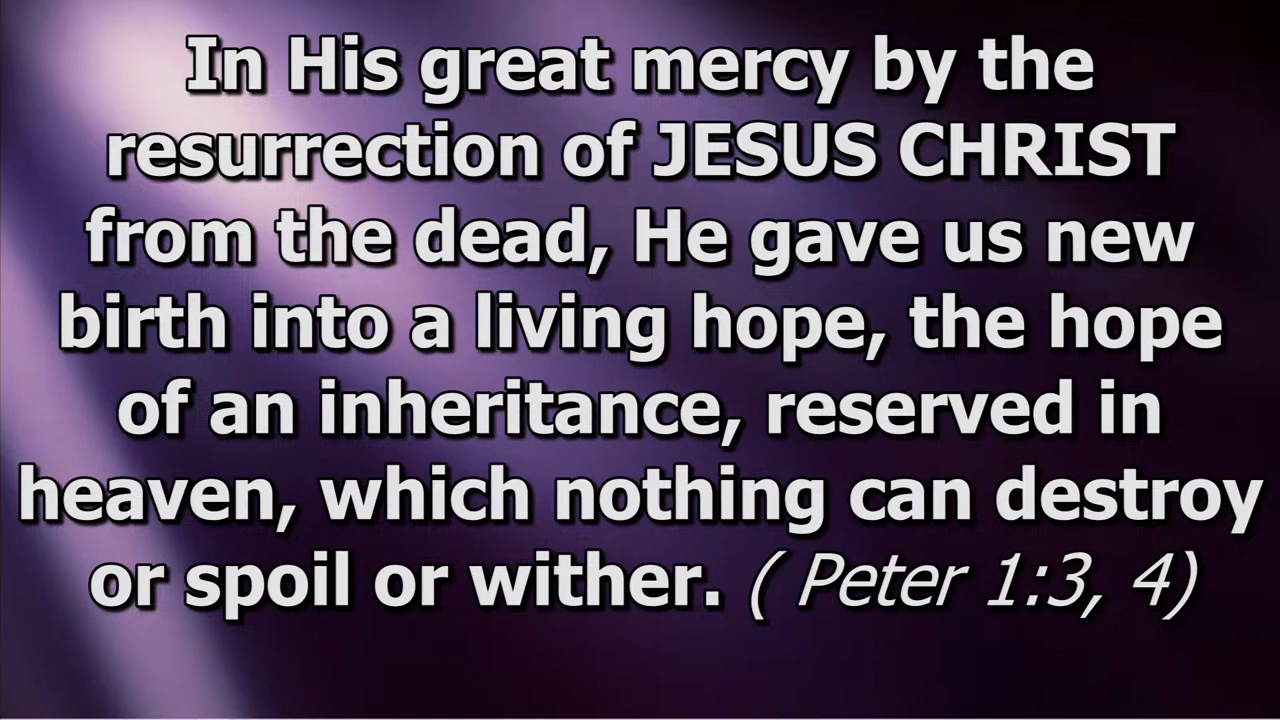 In His great mercy by the
resurrection of JESUS CHRIST
from the dead, He gave us new
birth into a living hope, the hope
of an inheritance, reserved in
heaven, which nothing can destroy
or spoil or wither. ( Peter 1:3, 4)